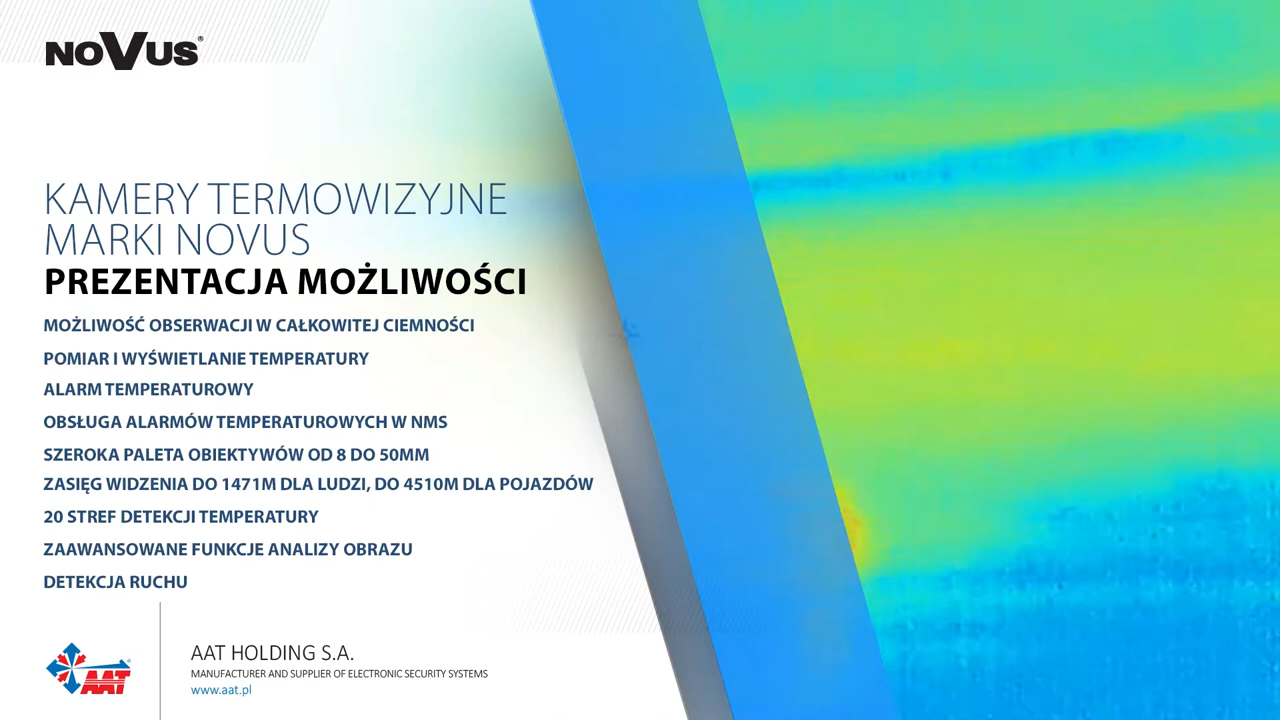 NOVUS®
KAMERY TERMOWIZYJNE
MARKI NOVUS
PREZENTACJA MOŻLIWOŚCI
MOŻLIWOŚĆ OBSERWACJI W CAŁKOWITEJ CIEMNOŚCI
POMIAR I WYŚWIETLANIE TEMPERATURY
ALARM TEMPERATUROWY
OBSŁUGA ALARMÓW TEMPERATUROWYCH W NMS
SZEROKA PALETA OBIEKTYWÓW OD 8 DO 50MM
ZASIĘG WIDZENIA DO 1471M DLA LUDZI, DO 4510M DLA POJAZDÓW
20 STREF DETEKCJI TEMPERATURY
ZAAWANSOWANE FUNKCJE ANALIZY OBRAZU
DETEKCJA RUCHU
AAT®
AAT HOLDING S.A.
MANUFACTURER AND SUPPLIER OF ELECTRONIC SECURITY SYSTEMS
www.aat.pl